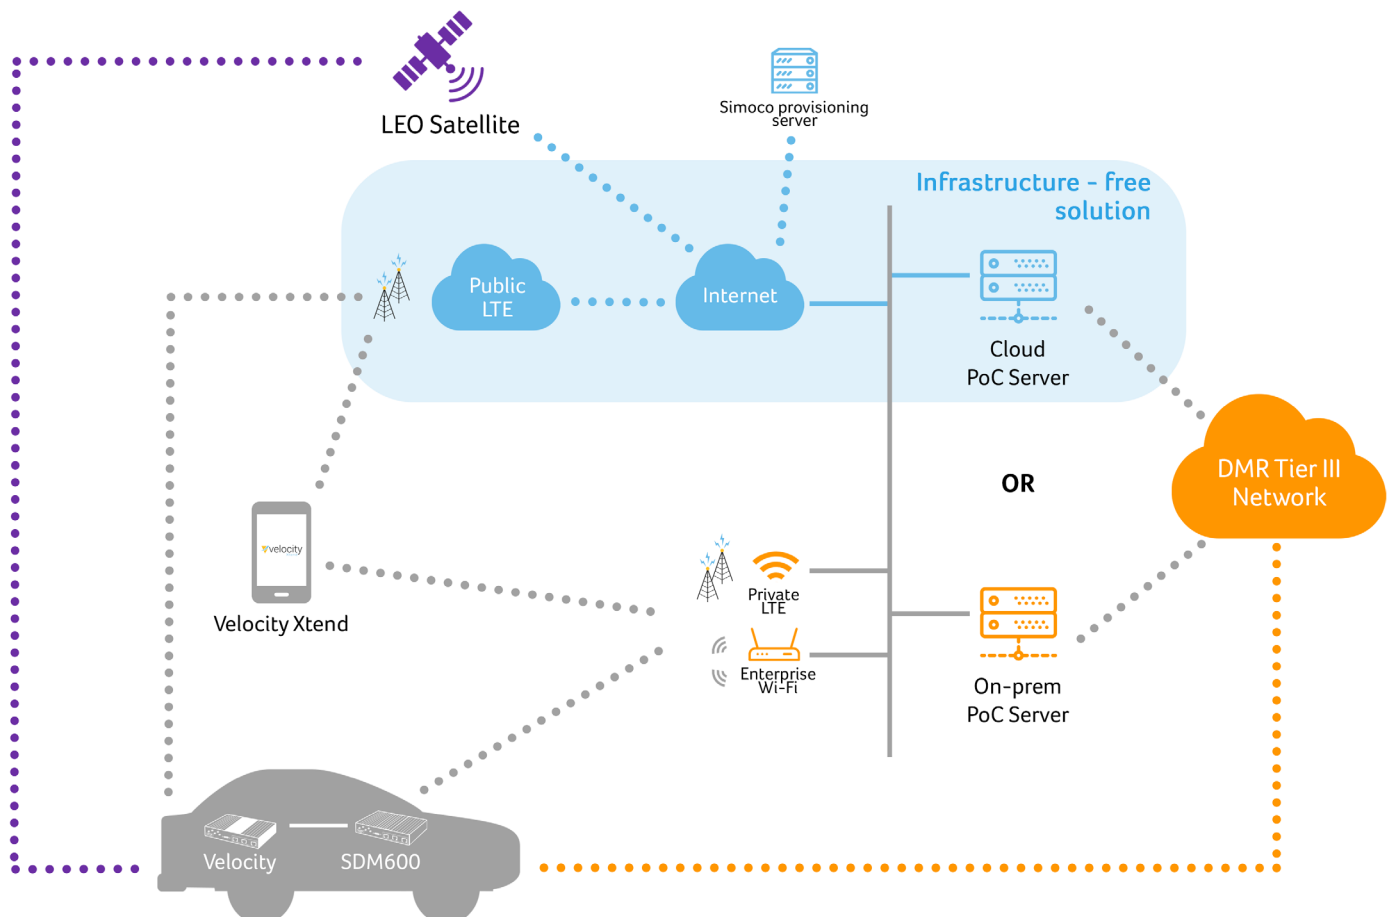 LEO Satellite
Simoco provisioning
server
Infrastructure - free
solution
Public
LTE
Internet
Cloud
PoC Server
DMR Tier III
Network
OR
velocity
Velocity Xtend
Private
LTE
Enterprise
Wi-Fi
On-prem
PoC Server
Velocity
SDM600